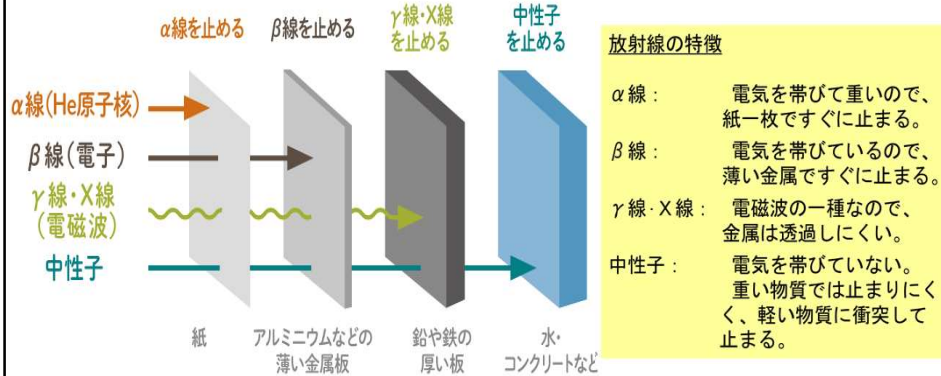 α線を止める
β線を止める
γ線・X線
を止める
中性子
を止める
α線(He原子核)
β線(電子)
γ線・X線
(電磁波)
中性子
紙
アルミニウムなどの
薄い金属板
鉛や鉄の
厚い板
水・
コンクリートなど
放射線の特徴
α線： 電気を帯びて重いので、
紙一枚ですぐに止まる。
β線： 電気を帯びているので、
薄い金属ですぐに止まる。
γ線・X線： 電磁波の一種なので、
金属は透過しにくい。
中性子： 電気を帯びていない。
重い物質では止まりにく
く、軽い物質に衝突して
止まる。